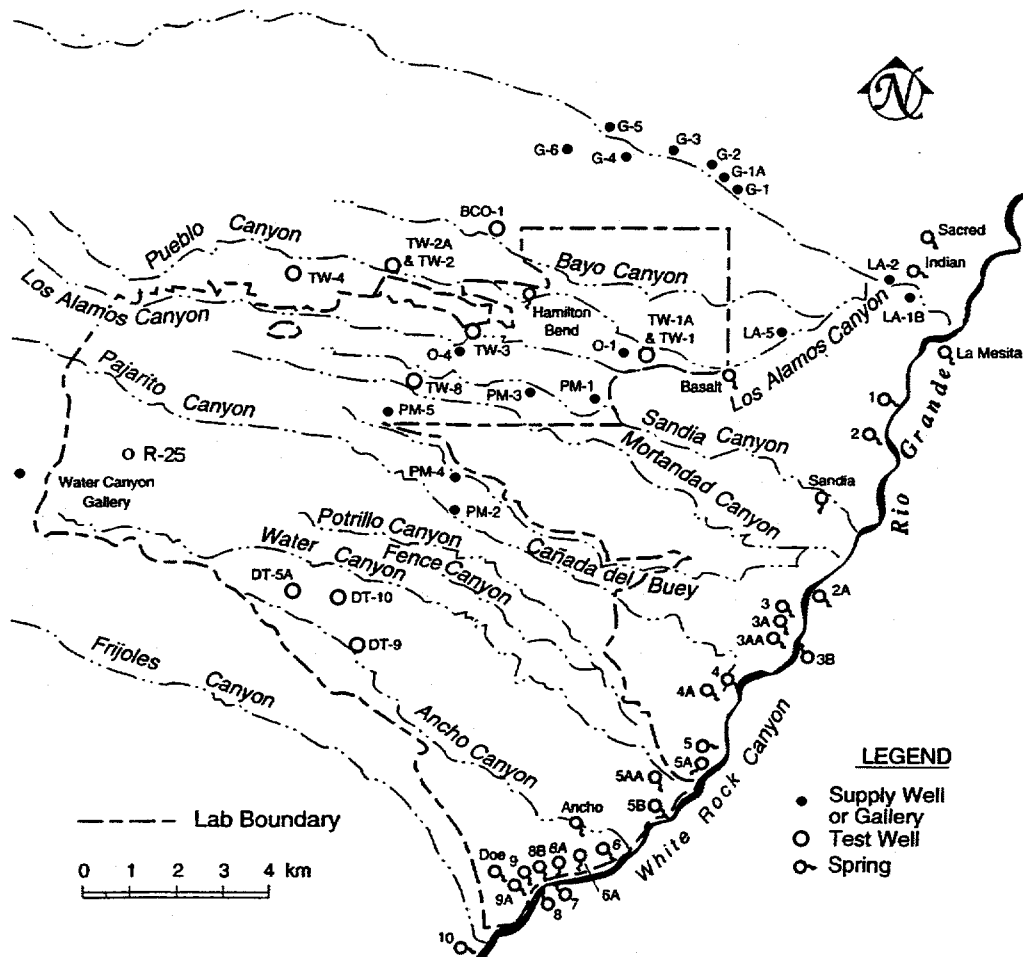 N
G-5
G-3
G-6
G-4
G-2
G-1A
G-1
BCO-1
Sacred
Pueblo Canyon
TW-2A
& TW-2
Bayo Canyon
LA-2
Indian
TW-4
Los Alamos Canyon
Hamilton
Bend
TW-1A
& TW-1
LA-5
LA-1B
Los Alamos Canyon
O-4
TW-3
O-1
La Mesita
Basalt
Pajarito Canyon
TW-8
PM-3
PM-1
1
PM-5
2
Rio Grande
Sandia Canyon
Mortandad Canyon
R-25
Water Canyon
Gallery
PM-4
Sandia
PM-2
Potrillo Canyon
Fence Canyon
Water Canyon
Cañada del Buey
DT-5A
DT-10
3
2A
3A
3AA
DT-9
3B
Frijoles Canyon
4
4A
Ancho Canyon
5
5A
5AA
5B
White Rock Canyon
LEGEND
Supply Well
or Gallery
Test Well
Spring
Lab Boundary
Ancho
Doe
9
8B
8A
7
6
6A
9A
8
7
10
0 1 2 3 4 km